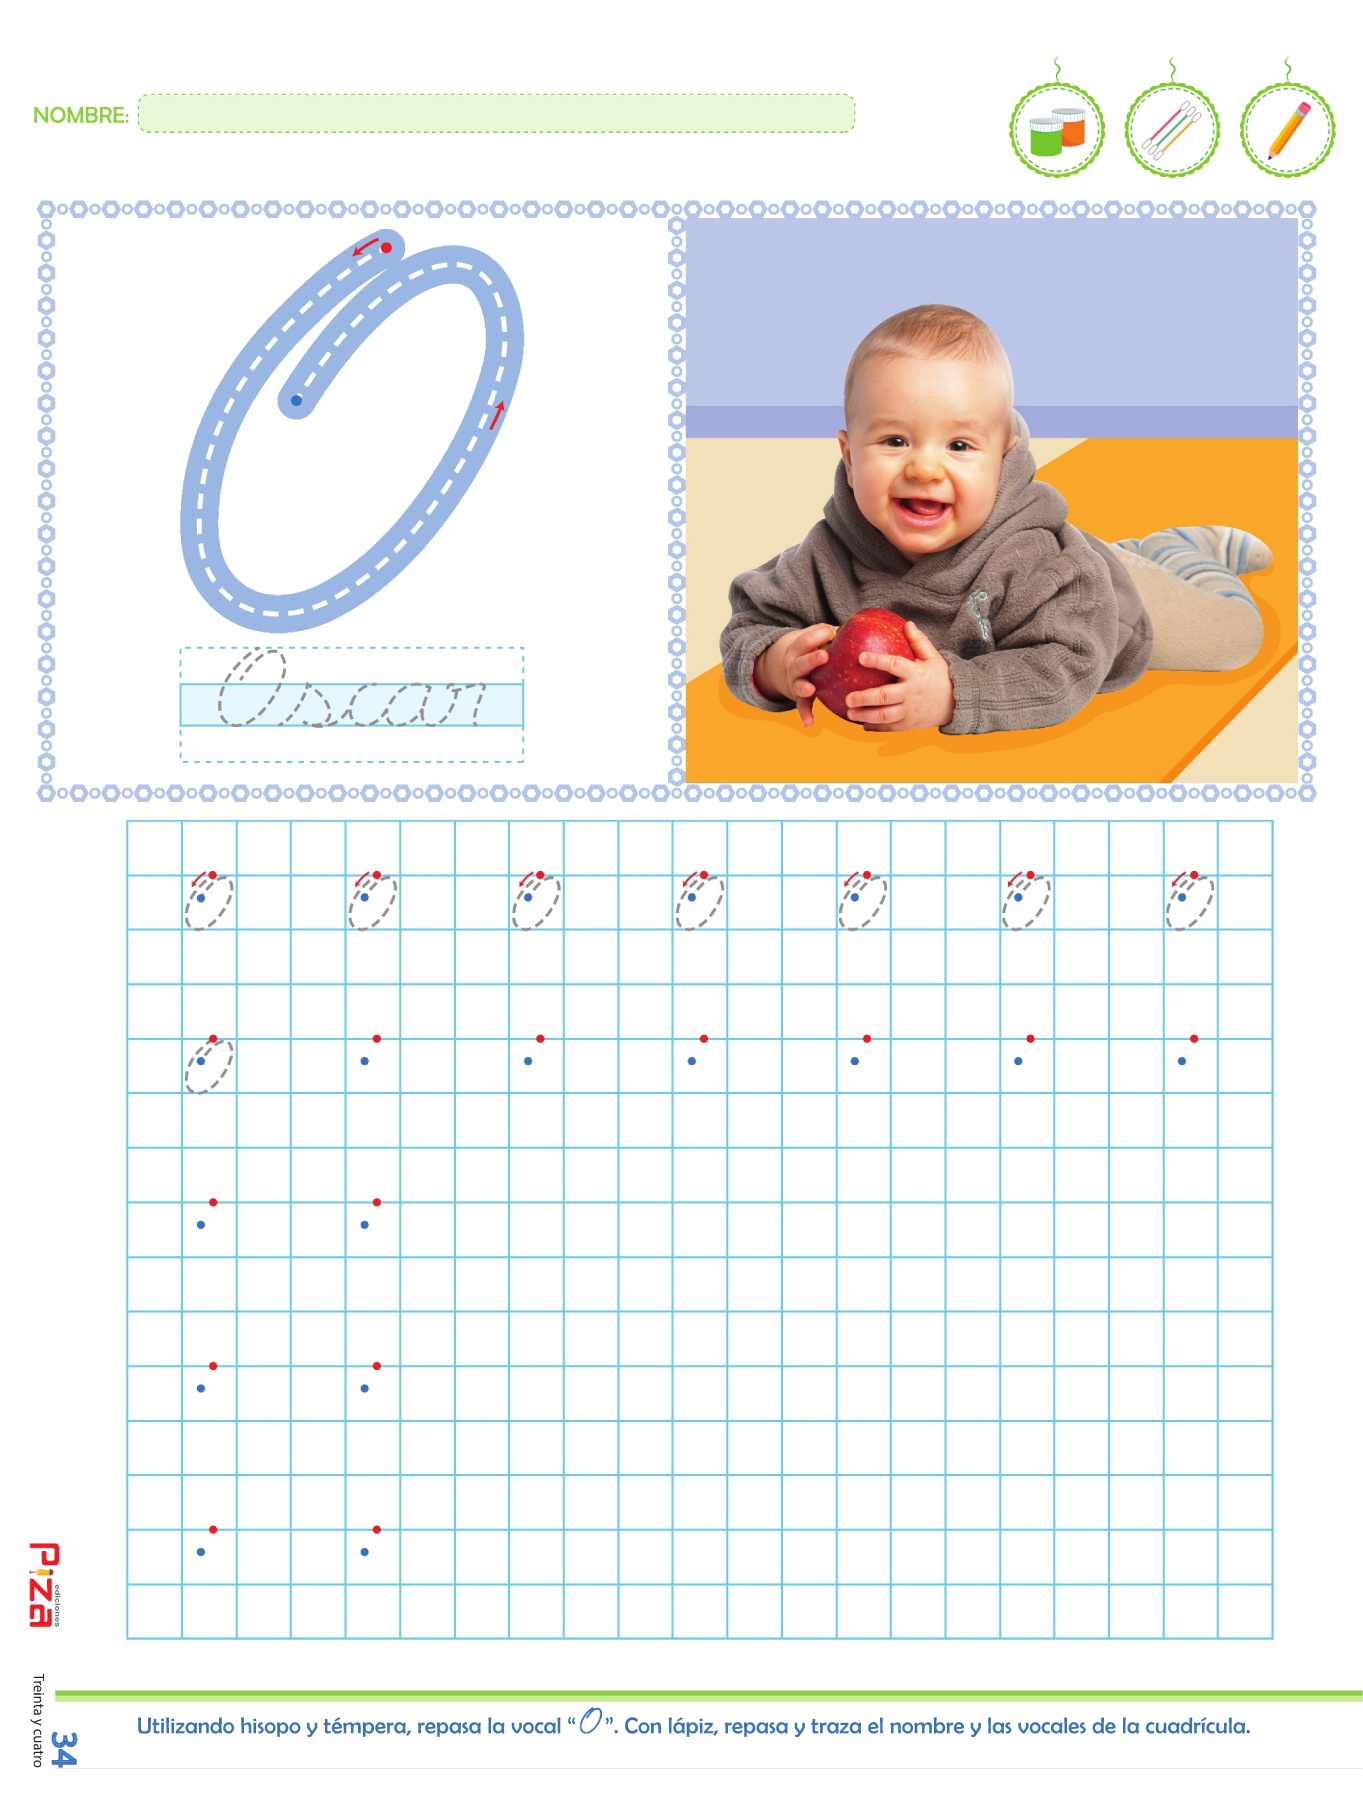 NOMBRE:
Oscar
O O O O O O O
O
Piza
ediciones
Treinta y cuatro
34
Utilizando hisopo y témpera, repasa la vocal “O”. Con lápiz, repasa y traza el nombre y las vocales de la cuadrícula.